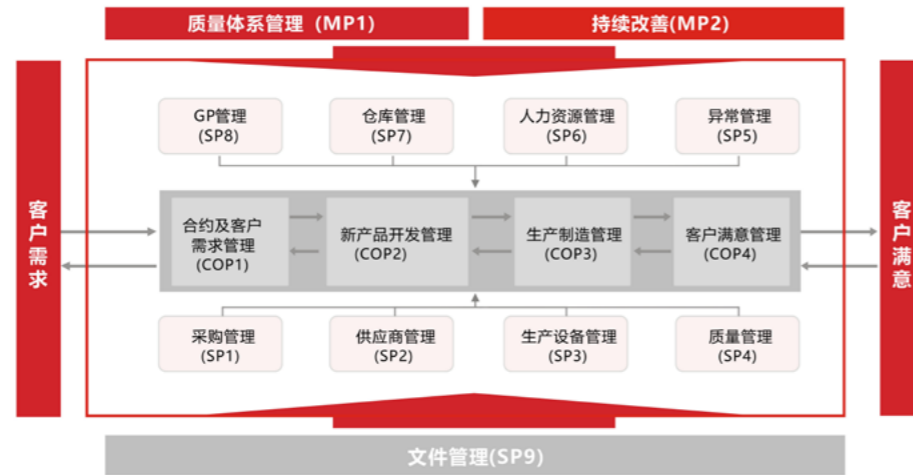 质量体系管理（MP1）
持续改善(MP2)
客户需求
GP管理
(SP8)
仓库管理
(SP7)
人力资源管理
(SP6)
异常管理
(SP5)
合约及客户
需求管理
(COP1)
新产品开发管理
(COP2)
生产制造管理
(COP3)
客户满意管理
(COP4)
客户满意
采购管理
(SP1)
供应商管理
(SP2)
生产设备管理
(SP3)
质量管理
(SP4)
文件管理(SP9)